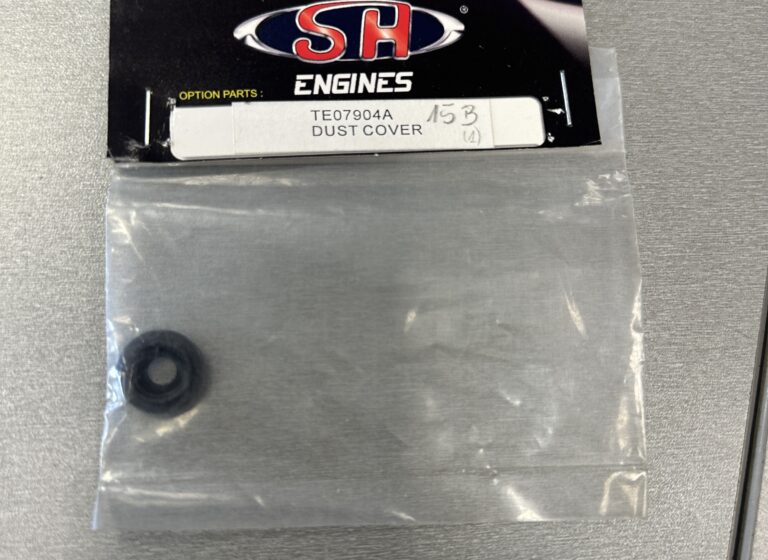 SH®
ENGINES
OPTION PARTS :
TE07904A 15B
DUST COVER (1)